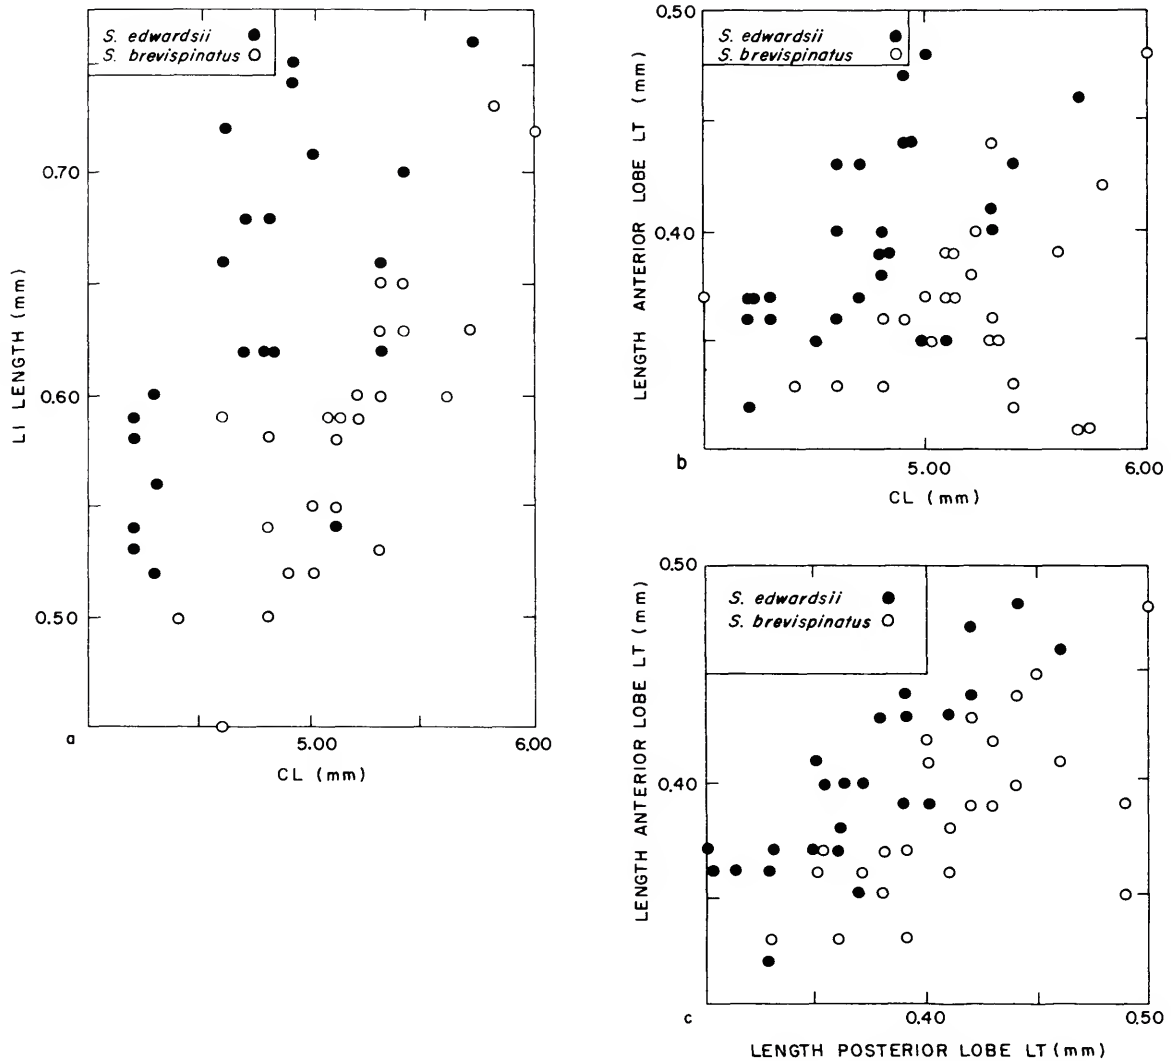 S. edwardsii
S. brevispinatus
0.70
0.60
0.50
LI LENGTH (mm)
a
5.00
6.00
CL (mm)
0.50
S. edwardsii
S. brevispinatus
0.40
LENGTH ANTERIOR LOBE LT (mm)
b
5.00
6.00
CL (mm)
0.50
S. edwardsii
S. brevispinatus
0.40
LENGTH ANTERIOR LOBE LT (mm)
c
0.40
0.50
LENGTH POSTERIOR LOBE LT (mm)